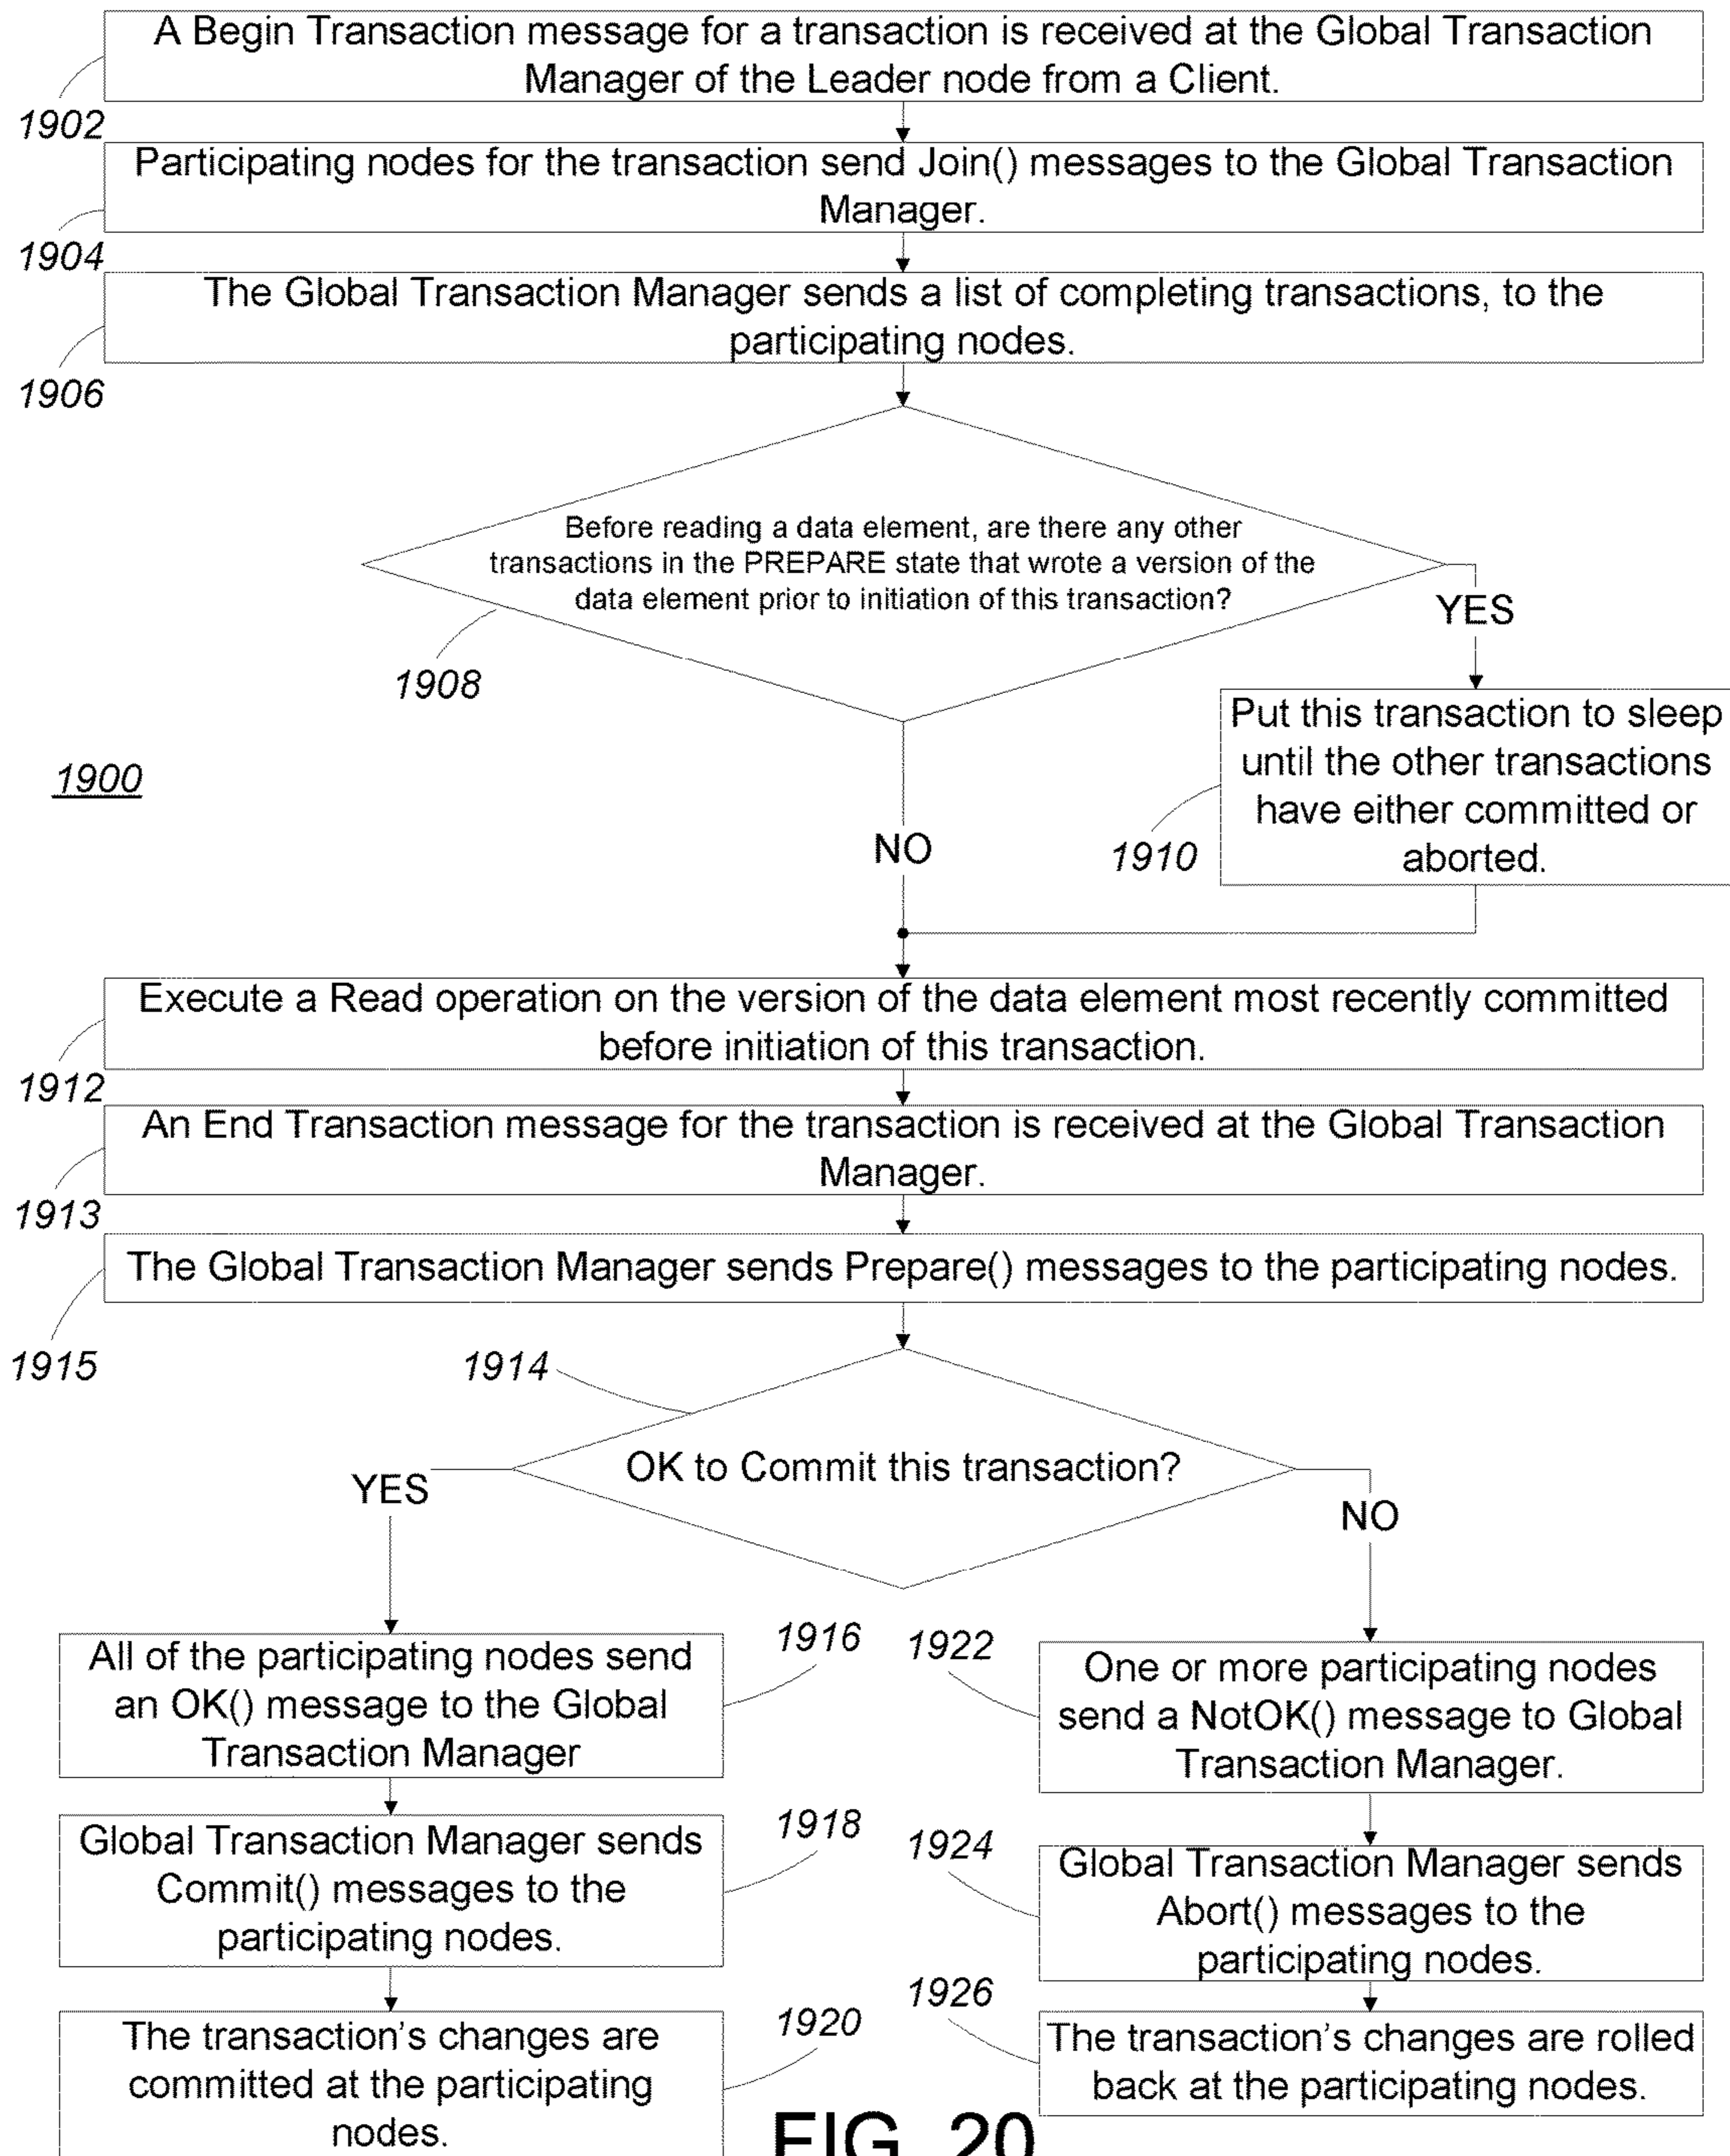 A Begin Transaction message for a transaction is received at the Global Transaction
Manager of the Leader node from a Client.
1902
Participating nodes for the transaction send Join() messages to the Global Transaction
Manager.
1904
The Global Transaction Manager sends a list of completing transactions, to the
participating nodes.
1906
Before reading a data element, are there any other
transactions in the PREPARE state that wrote a version of the
data element prior to initiation of this transaction?
1908
YES
Put this transaction to sleep
until the other transactions
have either committed or
aborted.
1910
1900
NO
Execute a Read operation on the version of the data element most recently committed
before initiation of this transaction.
1912
An End Transaction message for the transaction is received at the Global Transaction
Manager.
1913
The Global Transaction Manager sends Prepare() messages to the participating nodes.
1915
1914
OK to Commit this transaction?
YES
NO
All of the participating nodes send
an OK() message to the Global
Transaction Manager
1916
1922
One or more participating nodes
send a NotOK() message to Global
Transaction Manager.
Global Transaction Manager sends
Commit() messages to the
participating nodes.
1918
1924
Global Transaction Manager sends
Abort() messages to the
participating nodes.
The transaction's changes are
committed at the participating
nodes.
1920
1926
The transaction's changes are rolled
back at the participating nodes.
FIG. 20